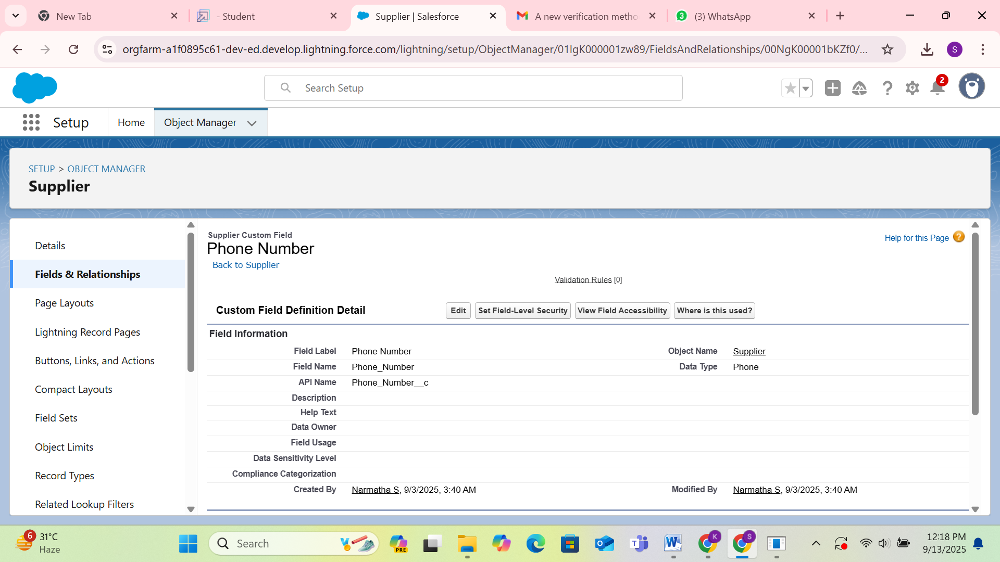 New Tab
- Student
Supplier | Salesforce
A new verification metho
(3) WhatsApp
orgfarm-a1f0895c61-dev-ed.develop.lightning.force.com/lightning/setup/ObjectManager/01IgK000001zw89/FieldsAndRelationships/00NgK00001bKZf0/...
S
Search Setup
2
Setup
Home
Object Manager
SETUP > OBJECT MANAGER
Supplier
Details
Fields & Relationships
Page Layouts
Lightning Record Pages
Buttons, Links, and Actions
Compact Layouts
Field Sets
Object Limits
Record Types
Related Lookup Filters
Supplier Custom Field
Phone Number
Back to Supplier
Help for this Page ?
Validation Rules [0]
Custom Field Definition Detail
Edit
Set Field-Level Security
View Field Accessibility
Where is this used?
Field Information
Field Label Phone Number Object Name Supplier
Field Name Phone_Number Data Type Phone
API Name Phone_Number__c
Description
Help Text
Data Owner
Field Usage
Data Sensitivity Level
Compliance Categorization
Created By Narmatha S, 9/3/2025, 3:40 AM Modified By Narmatha S, 9/3/2025, 3:40 AM
6
31°C
Haze
Search
PRE
K
S
12:18 PM
9/13/2025